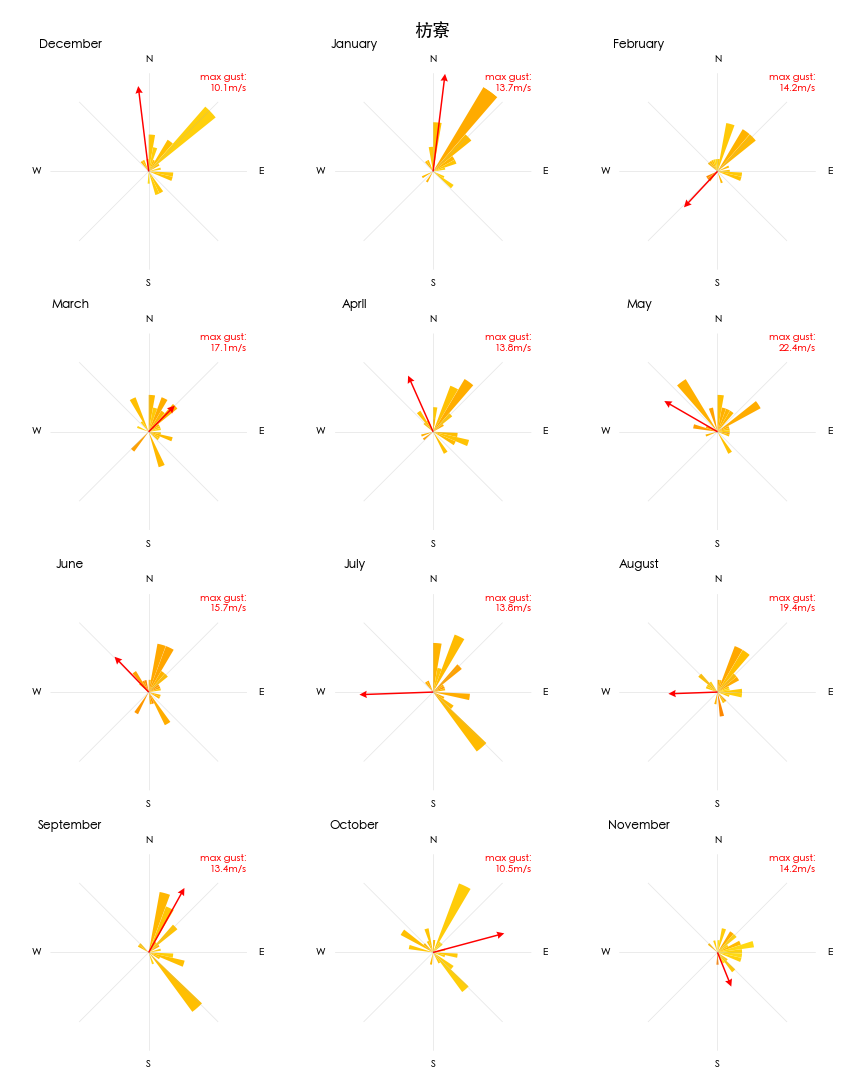 枋寮
December
N
max gust:
10.1m/s
W
E
S
January
N
max gust:
13.7m/s
W
E
S
February
N
max gust:
14.2m/s
W
E
S
March
N
max gust:
17.1m/s
W
E
S
April
N
max gust:
13.8m/s
W
E
S
May
N
max gust:
22.4m/s
W
E
S
June
N
max gust:
15.7m/s
W
E
S
July
N
max gust:
13.8m/s
W
E
S
August
N
max gust:
19.4m/s
W
E
S
September
N
max gust:
13.4m/s
W
E
S
October
N
max gust:
10.5m/s
W
E
S
November
N
max gust:
14.2m/s
W
E
S